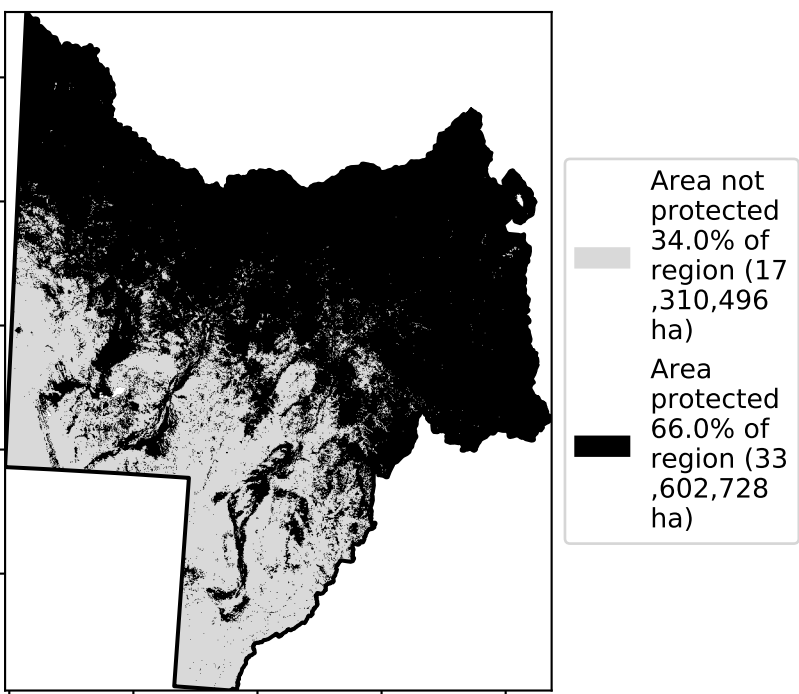 Area not
protected
34.0% of
region (17
,310,496
ha)
Area
protected
66.0% of
region (33
,602,728
ha)